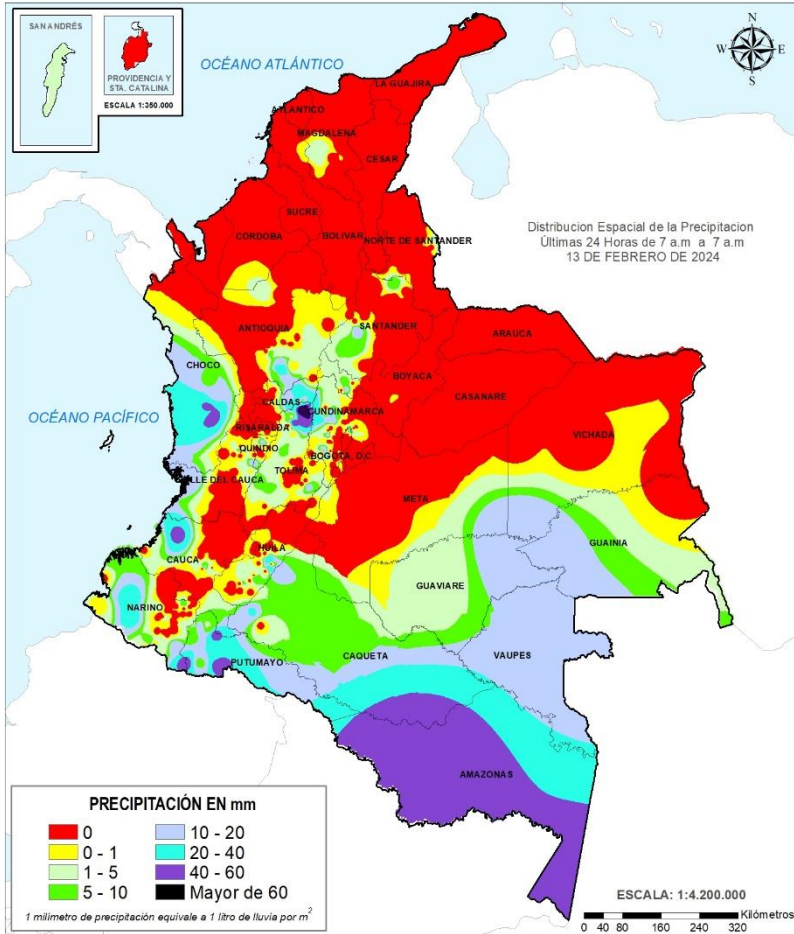 SAN ANDRÉS
PROVIDENCIA Y
STA. CATALINA
ESCALA 1:350.000
OCÉANO ATLÁNTICO
N
W
E
S
LA GUAJIRA
ATLANTICO
MAGDALENA
CESAR
SUCRE
CORDOBA
BOLIVAR
NORTE DE SANTANDER
Distribucion Espacial de la Precipitacion
Últimas 24 Horas de 7 a.m a 7 a.m
13 DE FEBRERO DE 2024
ANTIOQUIA
SANTANDER
ARAUCA
CHOCO
BOYACA
CASANARE
OCÉANO PACÍFICO
CALDAS
CUNDINAMARCA
RISARALDA
VICHADA
QUINDIO
BOGOTA, D.C.
TOLIMA
VALLE DEL CAUCA
META
GUAINIA
HUILA
CAUCA
GUAVIARE
NARIÑO
CAQUETA
VAUPES
PUTUMAYO
AMAZONAS
PRECIPITACIÓN EN mm
0
10 - 20
0 - 1
20 - 40
1 - 5
40 - 60
5 - 10
Mayor de 60
1 milimetro de precipitación equivale a 1 litro de lluvia por m²
ESCALA: 1:4.200.000
Kilómetros
0 40 80 160 240 320